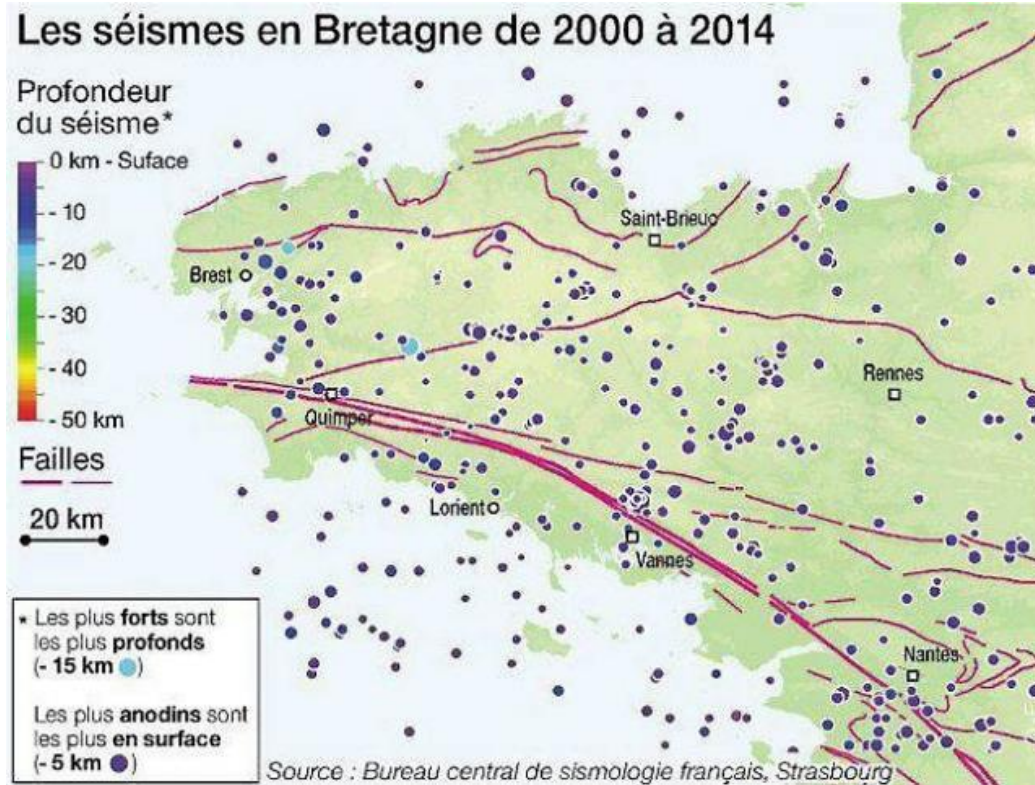 Les séismes en Bretagne de 2000 à 2014
Profondeur
du séisme*
0 km - Suface
- 10
- 20
- 30
- 40
- 50 km
Failles
20 km
Saint-Brieuc
Brest
Rennes
Quimper
Lorient
Vannes
Nantes
* Les plus forts sont
les plus profonds
(- 15 km )
Les plus anodins sont
les plus en surface
(- 5 km )
Source : Bureau central de sismologie français, Strasbourg